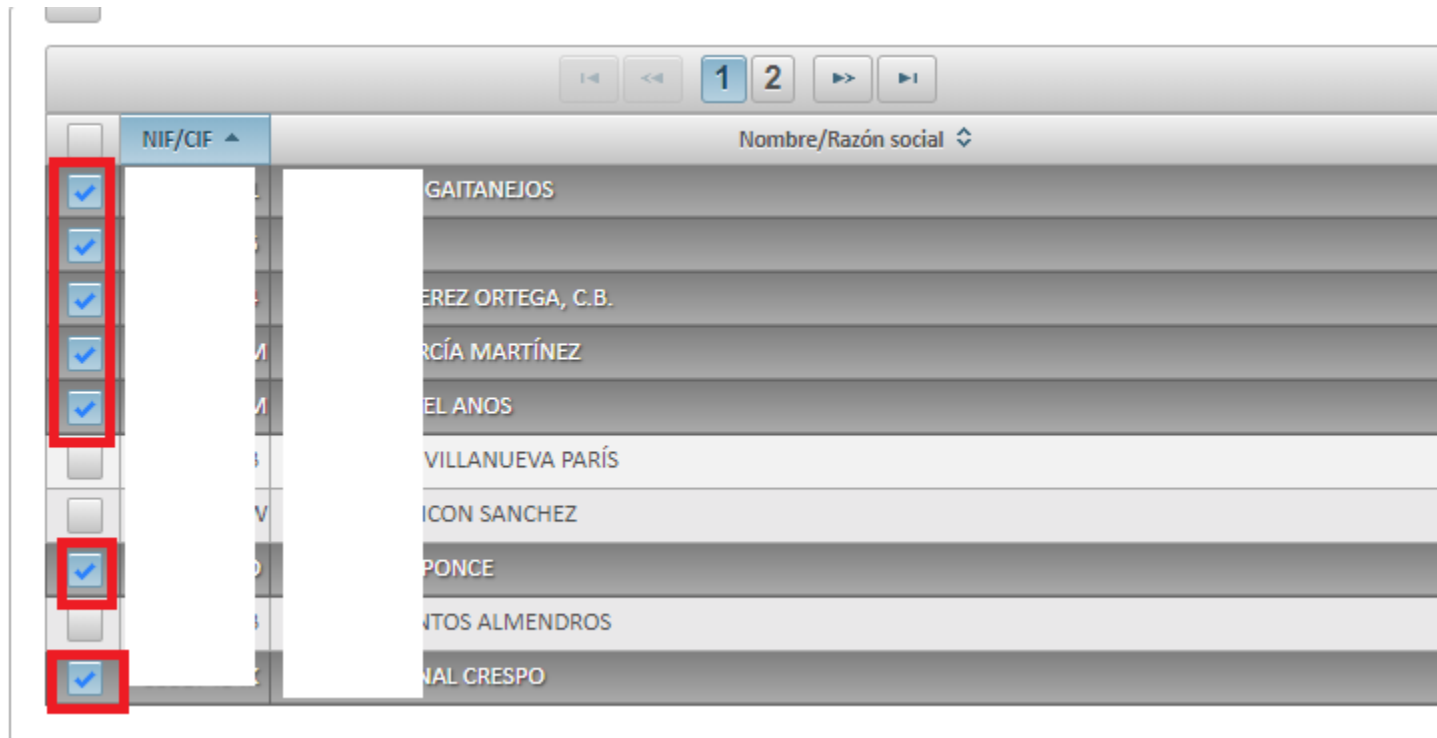 1 2
NIF/CIF Nombre/Razón social
GAITANEJOS
EREZ ORTEGA, C.B.
M RCÍA MARTÍNEZ
M EL ANOS
VILLANUEVA PARÍS
ICON SANCHEZ
PONCE
NTOS ALMENDROS
NAL CRESPO